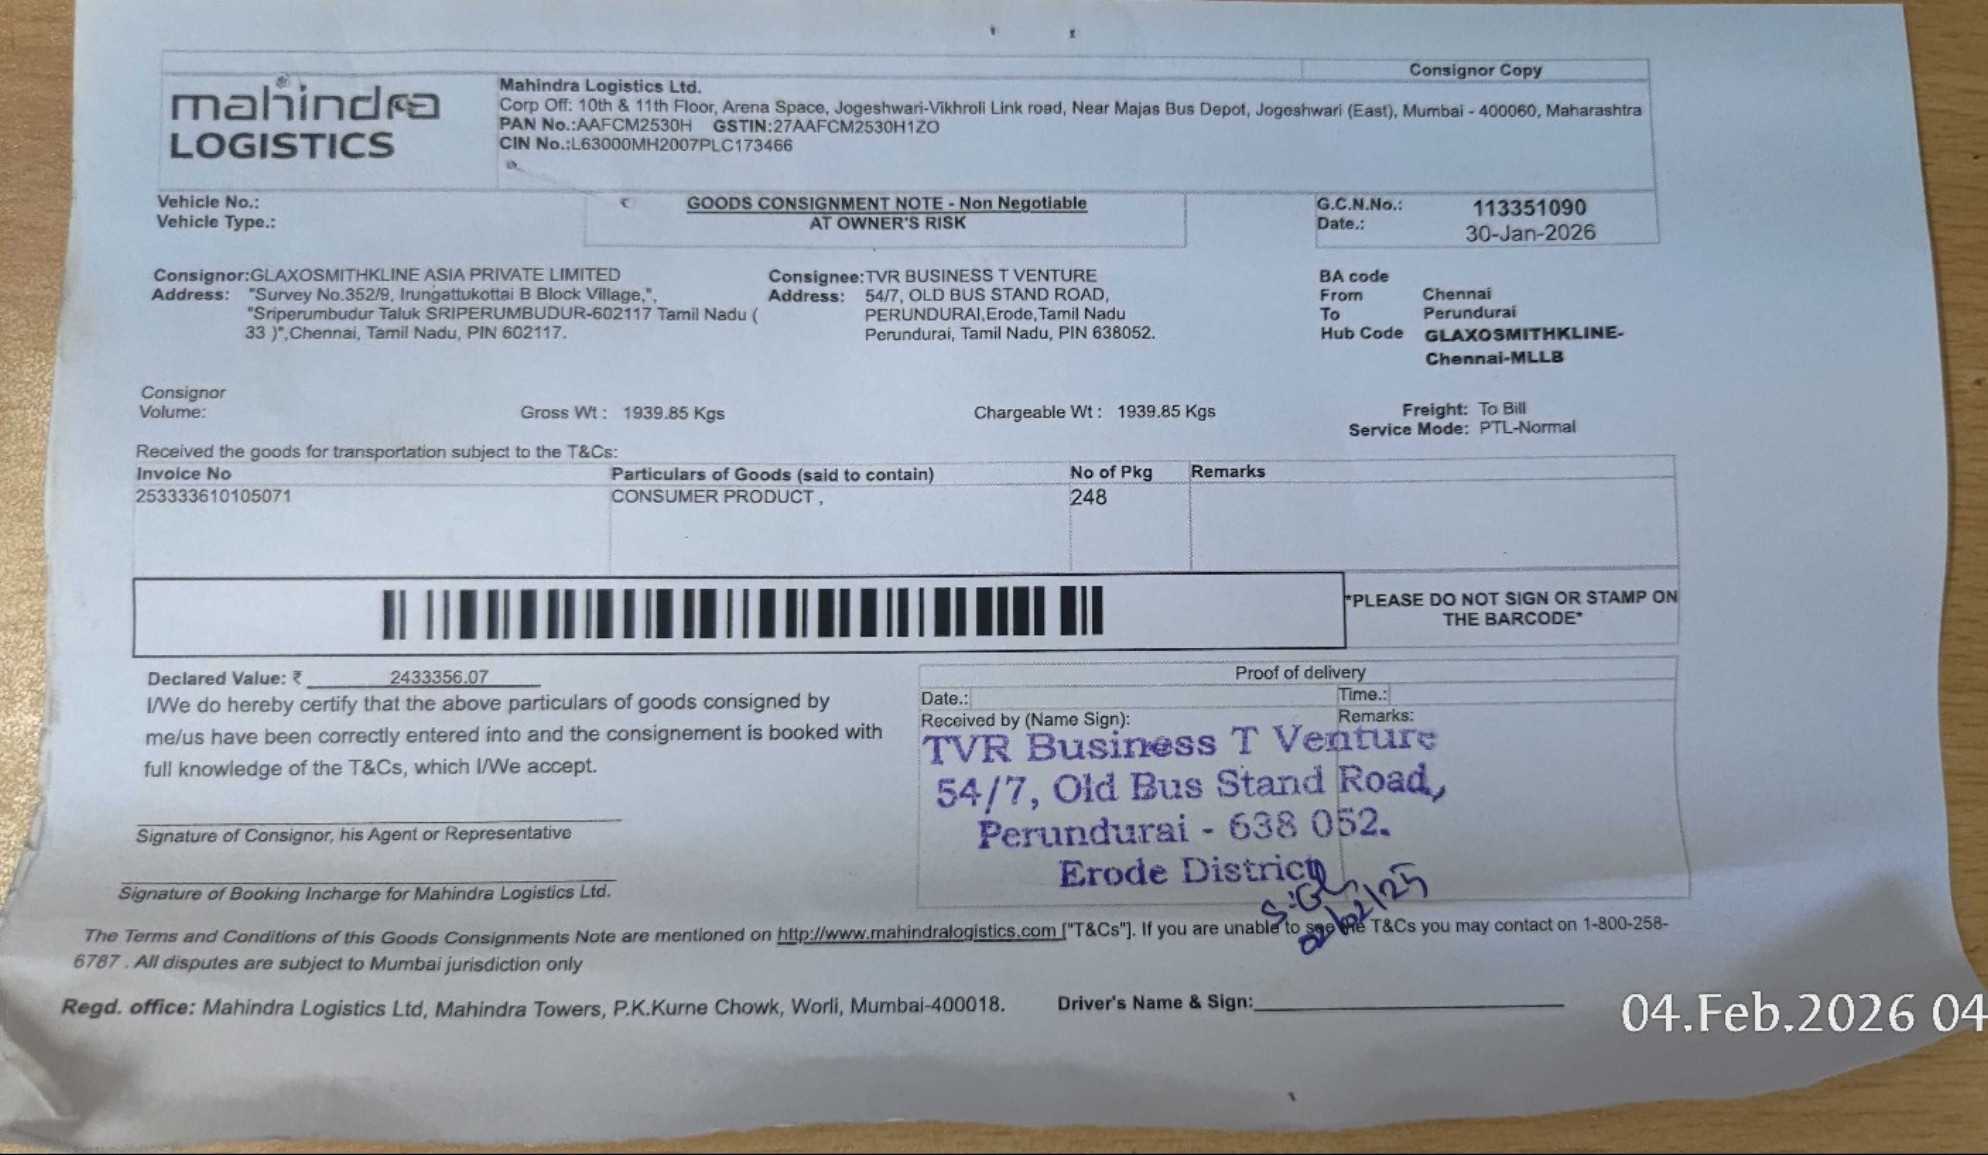 Consignor Copy
mahindra
LOGISTICS
Mahindra Logistics Ltd.
Corp Off: 10th & 11th Floor, Arena Space, Jogeshwari-Vikhroli Link road, Near Majas Bus Depot, Jogeshwari (East), Mumbai - 400060, Maharashtra
PAN No.:AAFCM2530H GSTIN:27AAFCM2530H1ZO
CIN No.:L63000MH2007PLC173466
Vehicle No.:
Vehicle Type.:
GOODS CONSIGNMENT NOTE - Non Negotiable
AT OWNER'S RISK
G.C.N.No.: 113351090
Date.: 30-Jan-2026
Consignor:GLAXOSMITHKLINE ASIA PRIVATE LIMITED
Address: "Survey No.352/9, Irungattukottai B Block Village,",
"Sriperumbudur Taluk SRIPERUMBUDUR-602117 Tamil Nadu (
33 )",Chennai, Tamil Nadu, PIN 602117.
Consignee:TVR BUSINESS T VENTURE
Address: 54/7, OLD BUS STAND ROAD,
PERUNDURAI,Erode,Tamil Nadu
Perundurai, Tamil Nadu, PIN 638052.
BA code
From Chennai
To Perundurai
Hub Code GLAXOSMITHKLINE-
Chennai-MLLB
Consignor
Volume:
Gross Wt : 1939.85 Kgs
Chargeable Wt : 1939.85 Kgs
Freight: To Bill
Service Mode: PTL-Normal
Received the goods for transportation subject to the T&Cs:
Invoice No Particulars of Goods (said to contain) No of Pkg Remarks
253333610105071 CONSUMER PRODUCT , 248
*PLEASE DO NOT SIGN OR STAMP ON
THE BARCODE*
Declared Value: ₹ 2433356.07
I/We do hereby certify that the above particulars of goods consigned by
me/us have been correctly entered into and the consignement is booked with
full knowledge of the T&Cs, which I/We accept.
Signature of Consignor, his Agent or Representative
Signature of Booking Incharge for Mahindra Logistics Ltd.
Proof of delivery
Date.: Time.:
Received by (Name Sign): Remarks:
TVR Business T Venture
54/7, Old Bus Stand Road,
Perundurai - 638 052.
Erode District
The Terms and Conditions of this Goods Consignments Note are mentioned on http://www.mahindralogistics.com ["T&Cs"]. If you are unable to see the T&Cs you may contact on 1-800-258-
6787 . All disputes are subject to Mumbai jurisdiction only
Regd. office: Mahindra Logistics Ltd, Mahindra Towers, P.K.Kurne Chowk, Worli, Mumbai-400018.
Driver's Name & Sign:
04.Feb.2026 04